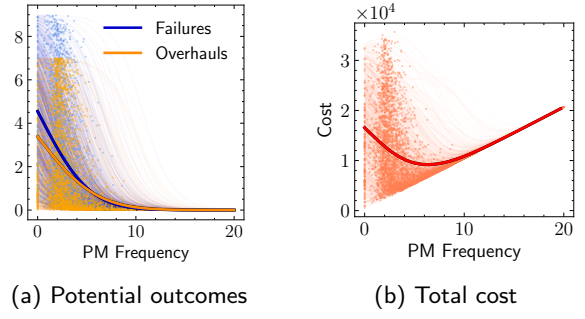 Failures
Overhauls
8
6
4
2
0
0
10
20
PM Frequency
(a) Potential outcomes
×10⁴
Cost
3
2
1
0
0
10
20
PM Frequency
(b) Total cost